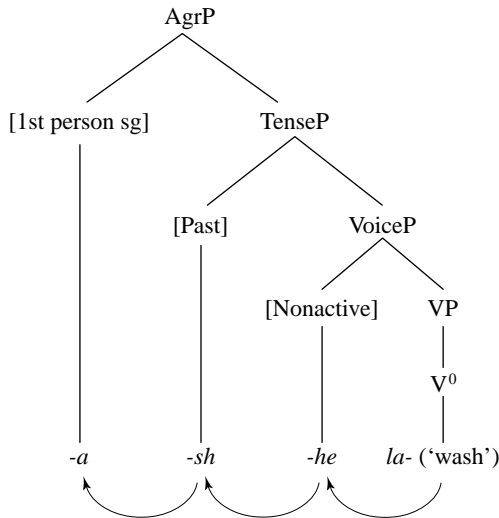 AgrP
[1st person sg] TenseP
[Past] VoiceP
[Nonactive] VP
V⁰
-a -sh -he la- (‘wash’)